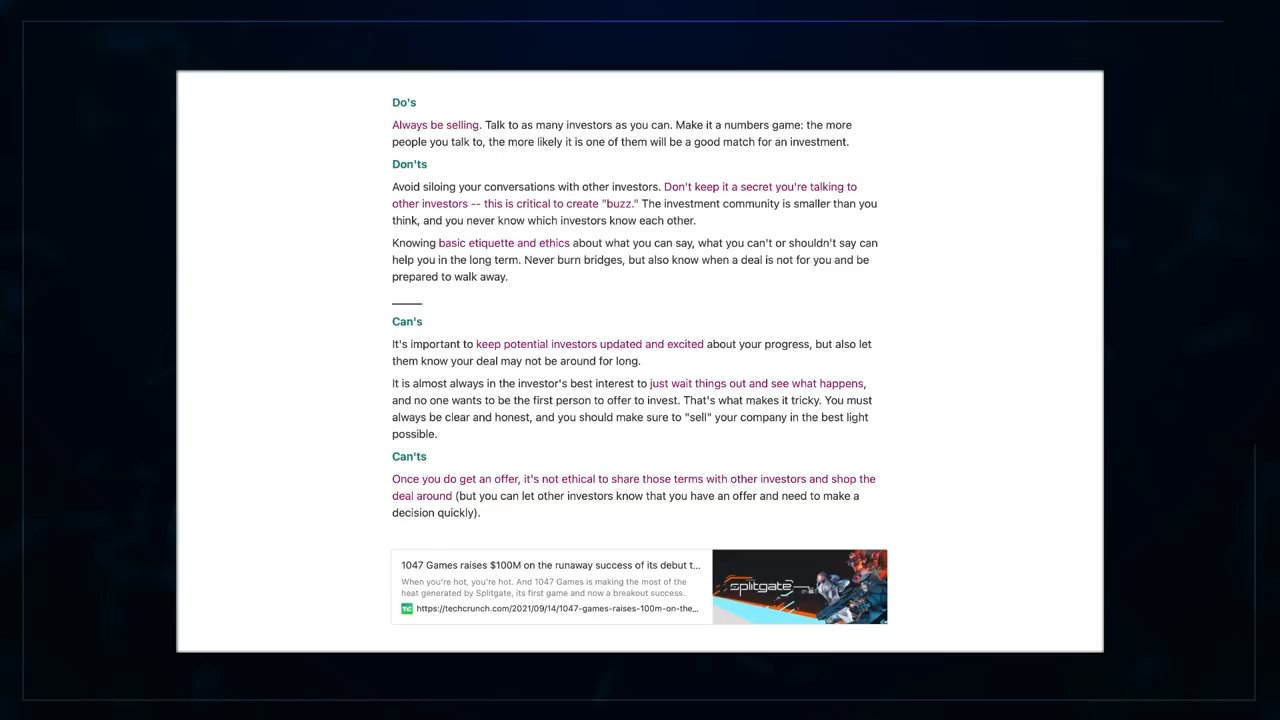 Do's
Always be selling. Talk to as many investors as you can. Make it a numbers game: the more
people you talk to, the more likely it is one of them will be a good match for an investment.
Don'ts
Avoid siloing your conversations with other investors. Don't keep it a secret you're talking to
other investors -- this is critical to create "buzz." The investment community is smaller than you
think, and you never know which investors know each other.
Knowing basic etiquette and ethics about what you can say, what you can't or shouldn't say can
help you in the long term. Never burn bridges, but also know when a deal is not for you and be
prepared to walk away.
Can's
It's important to keep potential investors updated and excited about your progress, but also let
them know your deal may not be around for long.
It is almost always in the investor's best interest to just wait things out and see what happens,
and no one wants to be the first person to offer to invest. That's what makes it tricky. You must
always be clear and honest, and you should make sure to "sell" your company in the best light
possible.
Can'ts
Once you do get an offer, it's not ethical to share those terms with other investors and shop the
deal around (but you can let other investors know that you have an offer and need to make a
decision quickly).
1047 Games raises $100M on the runaway success of its debut t...
When you're hot, you're hot. And 1047 Games is making the most of the
heat generated by Splitgate, its first game and now a breakout success.
https://techcrunch.com/2021/09/14/1047-games-raises-100m-on-the...
splitgate